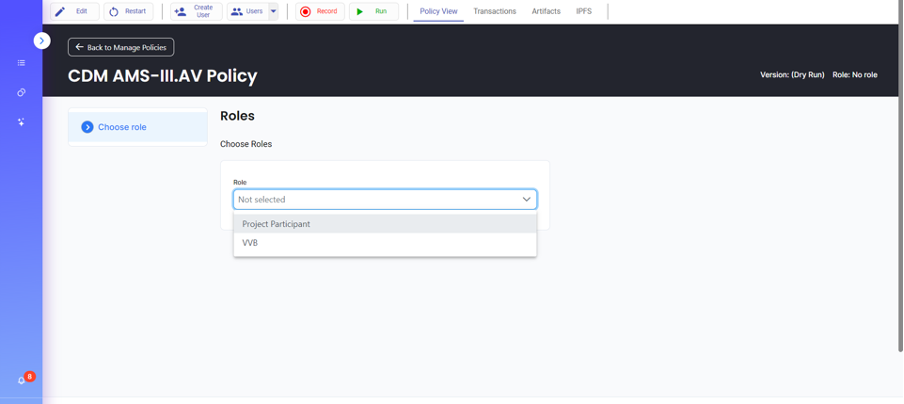 Edit
Restart
Create User
Users
Record
Run
Policy View
Transactions
Artifacts
IPFS
Back to Manage Policies
CDM AMS-III.AV Policy
Version: (Dry Run)
Role: No role
Choose role
Roles
Choose Roles
Role
Not selected
Project Participant
VVB
8